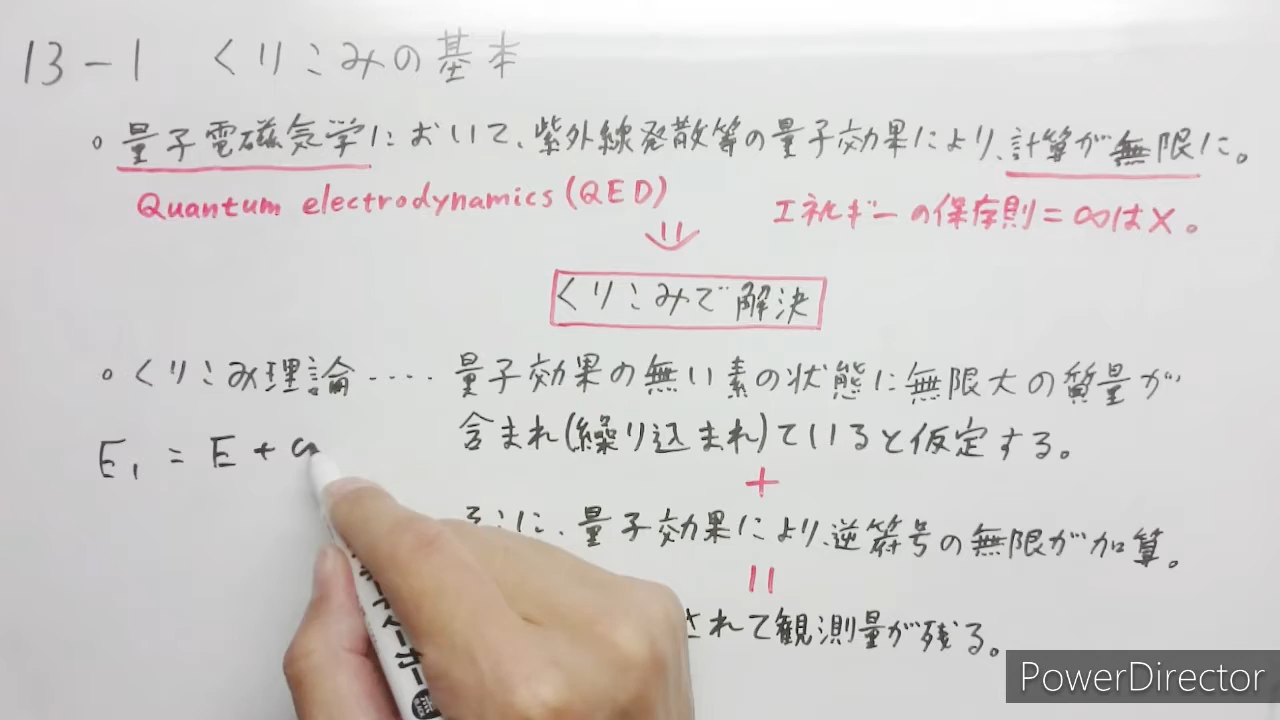 13-1 くりこみの基本
○量子電磁気学において、紫外線発散等の量子効果により、計算が無限に。
Quantum electrodynamics (QED)
エネルギーの保存則=∞は×。
⇓
くりこみで解決
○くりこみ理論····量子効果の無い素の状態に無限大の質量が
含まれ(繰り込まれ)ていると仮定する。
E₁ = E +
+
そこに、量子効果により、逆符号の無限が加算。
=
されて観測量が残る。
PowerDirector